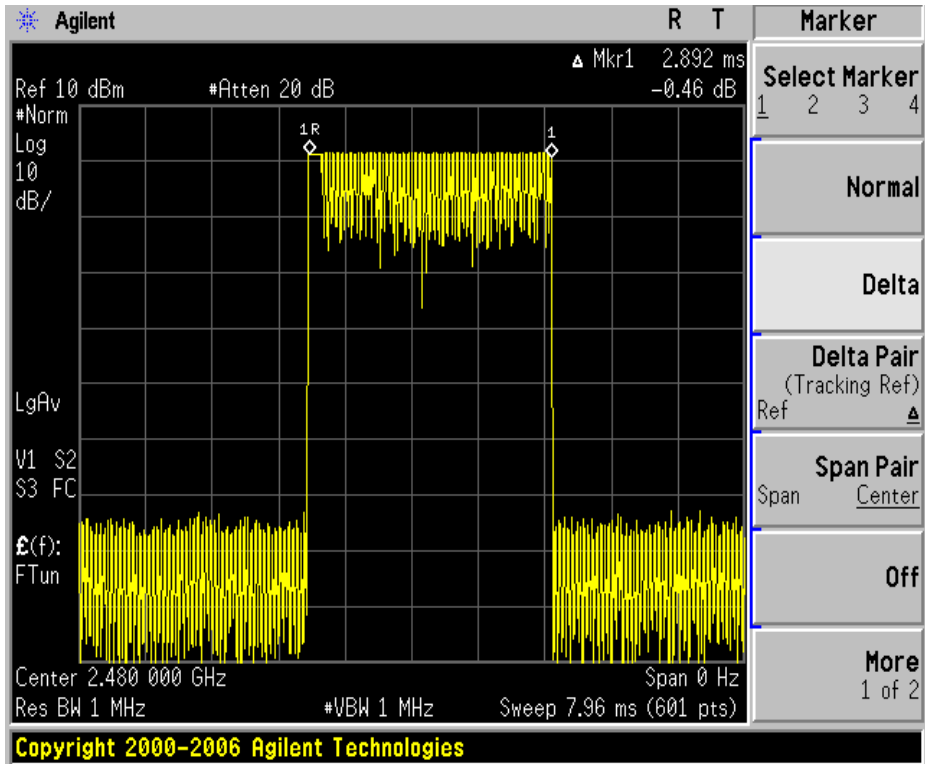 Agilent R T Marker
Δ Mkr1 2.892 ms
Ref 10 dBm #Atten 20 dB −0.46 dB
#Norm
Log
10
dB/
1R
1
LgAv
V1 S2
S3 FC
£(f):
FTun
Center 2.480 000 GHz Span 0 Hz
Res BW 1 MHz #VBW 1 MHz Sweep 7.96 ms (601 pts)
Select Marker
1 2 3 4
Normal
Delta
Delta Pair
(Tracking Ref)
Ref Δ
Span Pair
Span Center
Off
More
1 of 2
Copyright 2000-2006 Agilent Technologies